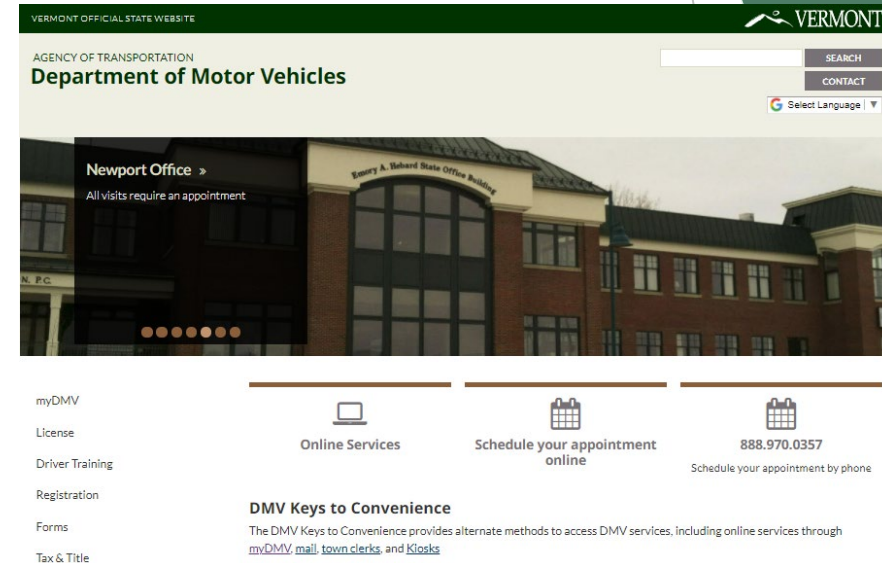 VERMONT OFFICIAL STATE WEBSITE
VERMONT
AGENCY OF TRANSPORTATION
Department of Motor Vehicles
SEARCH
CONTACT
Select Language ▼
Newport Office »
All visits require an appointment
Emory A. Hebard State Office Building
N, P.C.
myDMV
License
Driver Training
Registration
Forms
Tax & Title
Online Services
Schedule your appointment
online
888.970.0357
Schedule your appointment by phone
DMV Keys to Convenience
The DMV Keys to Convenience provides alternate methods to access DMV services, including online services through
myDMV, mail, town clerks, and Kiosks